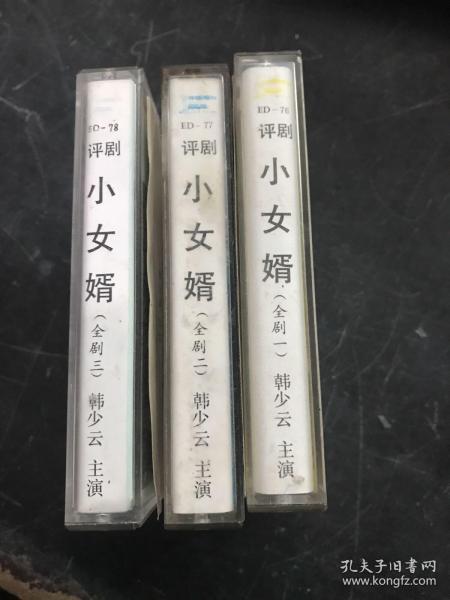 ED-78
评剧
小女婿
(全剧三)
韩少云 主演
ED-77
评剧
小女婿
(全剧二)
韩少云 主演
ED-76
评剧
小女婿
(全剧一)
韩少云 主演
孔夫子旧书网
www.kongfz.com